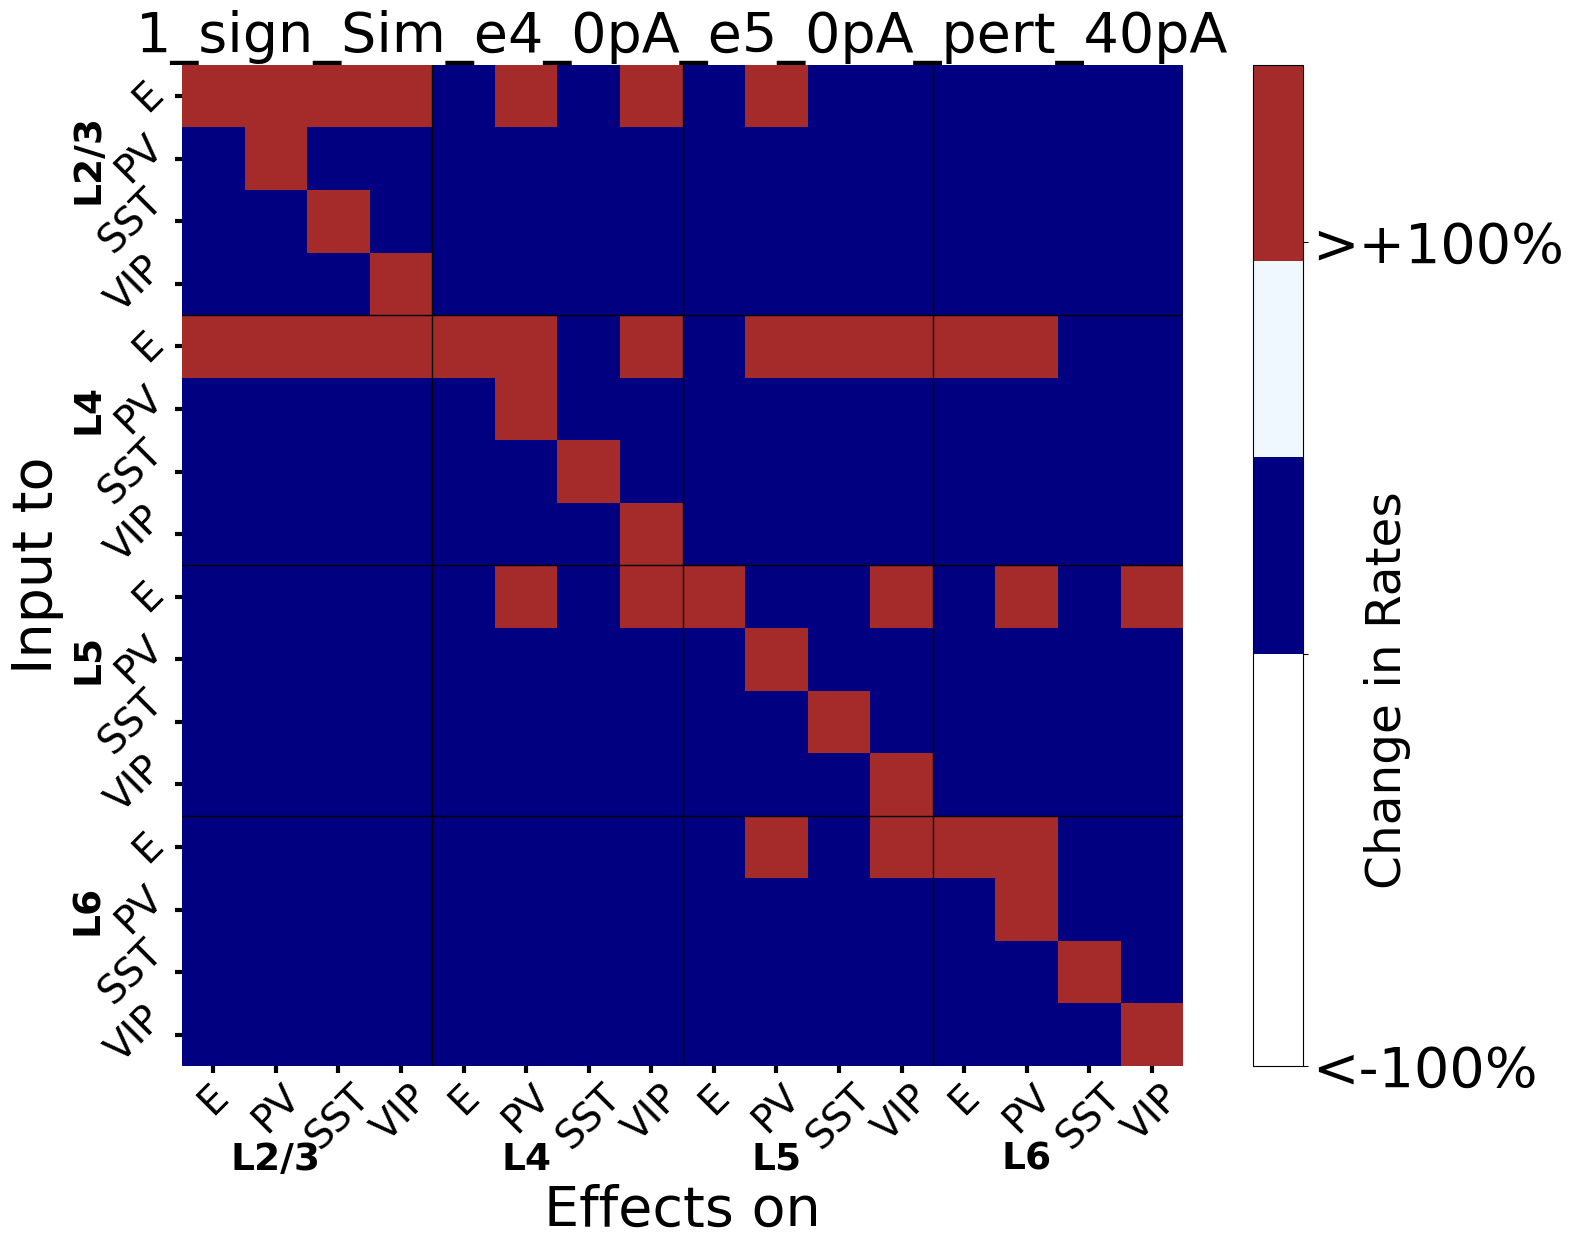 1_sign_Sim_e4_0pA_e5_0pA_pert_40pA
L2/3
E
PV
SST
VIP
L4
E
PV
SST
VIP
L5
E
PV
SST
VIP
L6
E
PV
SST
VIP
Input to
E PV SST VIP E PV SST VIP E PV SST VIP E PV SST VIP
L2/3 L4 L5 L6
Effects on
>+100%
<-100%
Change in Rates